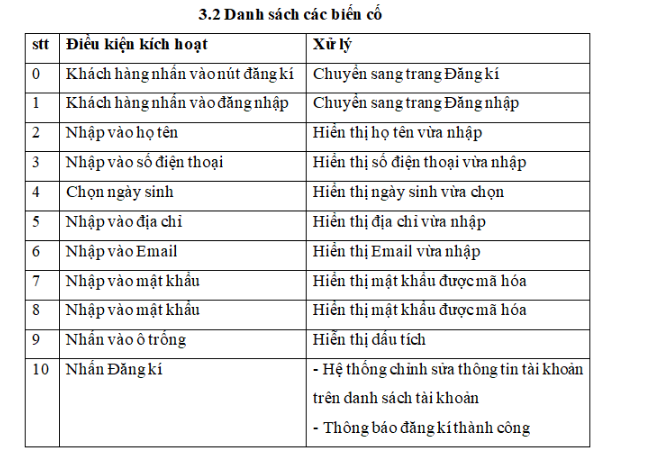 3.2 Danh sách các biến cố
stt Điều kiện kích hoạt Xử lý
0 Khách hàng nhấn vào nút đăng kí Chuyển sang trang Đăng kí
1 Khách hàng nhấn vào đăng nhập Chuyển sang trang Đăng nhập
2 Nhập vào họ tên Hiển thị họ tên vừa nhập
3 Nhập vào số điện thoại Hiển thị số điện thoại vừa nhập
4 Chọn ngày sinh Hiển thị ngày sinh vừa chọn
5 Nhập vào địa chỉ Hiển thị địa chỉ vừa nhập
6 Nhập vào Email Hiển thị Email vừa nhập
7 Nhập vào mật khẩu Hiển thị mật khẩu được mã hóa
8 Nhập vào mật khẩu Hiển thị mật khẩu được mã hóa
9 Nhấn vào ô trống Hiễn thị dấu tích
10 Nhấn Đăng kí - Hệ thống chỉnh sửa thông tin tài khoản
trên danh sách tài khoản
- Thông báo đăng kí thành công